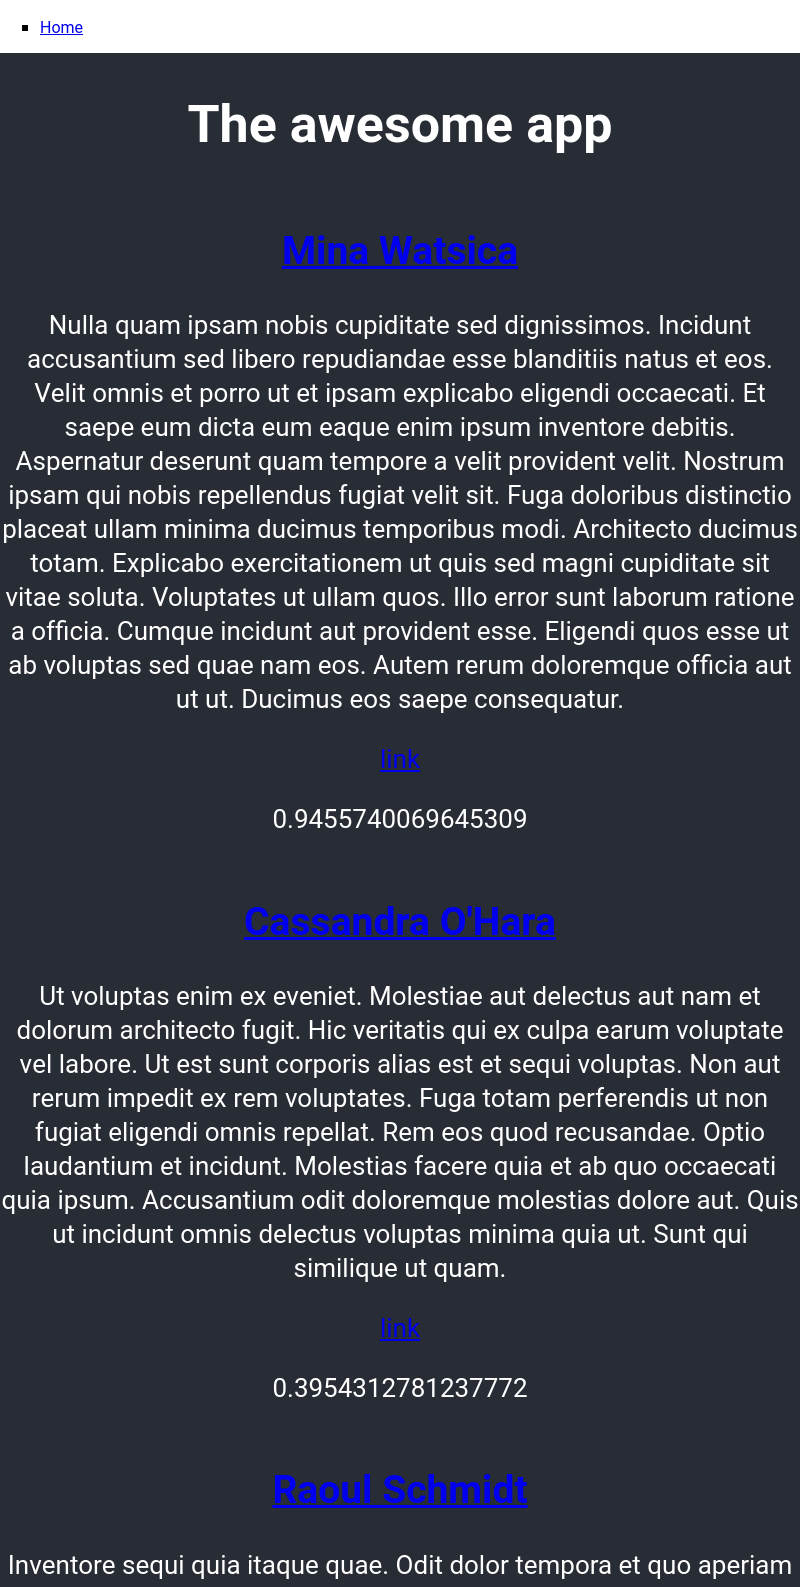 Home
The awesome app
Mina Watsica
Nulla quam ipsam nobis cupiditate sed dignissimos. Incidunt
accusantium sed libero repudiandae esse blanditiis natus et eos.
Velit omnis et porro ut et ipsam explicabo eligendi occaecati. Et
saepe eum dicta eum eaque enim ipsum inventore debitis.
Aspernatur deserunt quam tempore a velit provident velit. Nostrum
ipsam qui nobis repellendus fugiat velit sit. Fuga doloribus distinctio
placeat ullam minima ducimus temporibus modi. Architecto ducimus
totam. Explicabo exercitationem ut quis sed magni cupiditate sit
vitae soluta. Voluptates ut ullam quos. Illo error sunt laborum ratione
a officia. Cumque incidunt aut provident esse. Eligendi quos esse ut
ab voluptas sed quae nam eos. Autem rerum doloremque officia aut
ut ut. Ducimus eos saepe consequatur.
link
0.9455740069645309
Cassandra O'Hara
Ut voluptas enim ex eveniet. Molestiae aut delectus aut nam et
dolorum architecto fugit. Hic veritatis qui ex culpa earum voluptate
vel labore. Ut est sunt corporis alias est et sequi voluptas. Non aut
rerum impedit ex rem voluptates. Fuga totam perferendis ut non
fugiat eligendi omnis repellat. Rem eos quod recusandae. Optio
laudantium et incidunt. Molestias facere quia et ab quo occaecati
quia ipsum. Accusantium odit doloremque molestias dolore aut. Quis
ut incidunt omnis delectus voluptas minima quia ut. Sunt qui
similique ut quam.
link
0.3954312781237772
Raoul Schmidt
Inventore sequi quia itaque quae. Odit dolor tempora et quo aperiam